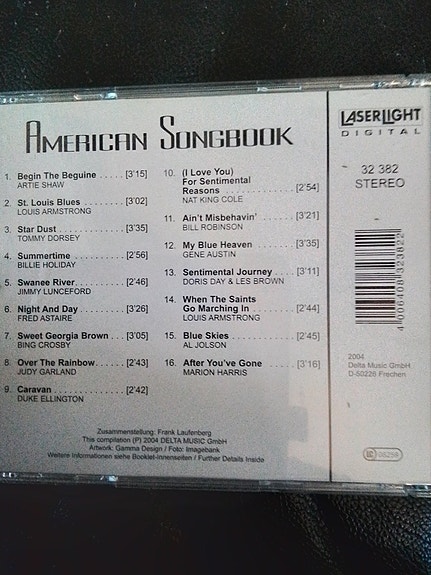 AMERICAN SONGBOOK
1. Begin The Beguine ..... [3'15]
ARTIE SHAW
2. St. Louis Blues ........ [3'02]
LOUIS ARMSTRONG
3. Star Dust ............. [3'35]
TOMMY DORSEY
4. Summertime .......... [2'56]
BILLIE HOLIDAY
5. Swanee River ......... [2'46]
JIMMY LUNCEFORD
6. Night And Day ........ [3'26]
FRED ASTAIRE
7. Sweet Georgia Brown . [3'05]
BING CROSBY
8. Over The Rainbow ..... [2'43]
JUDY GARLAND
9. Caravan .............. [2'42]
DUKE ELLINGTON
10. (I Love You)
For Sentimental
Reasons .............. [2'54]
NAT KING COLE
11. Ain't Misbehavin' ....... [3'21]
BILL ROBINSON
12. My Blue Heaven ....... [3'35]
GENE AUSTIN
13. Sentimental Journey .... [3'11]
DORIS DAY & LES BROWN
14. When The Saints
Go Marching In ........ [2'44]
LOUIS ARMSTRONG
15. Blue Skies ............ [2'45]
AL JOLSON
16. After You've Gone ...... [3'16]
MARION HARRIS
Zusammenstellung: Frank Laufenberg
This compilation (P) 2004 DELTA MUSIC GmbH
Artwork: Gamma Design / Foto: Imagebank
Weitere Informationen siehe Booklet-Innenseiten / Further Details Inside
LASERLIGHT
DIGITAL
32 382
STEREO
4 006408 323822
2004
Delta Music GmbH
D-50226 Frechen
LC